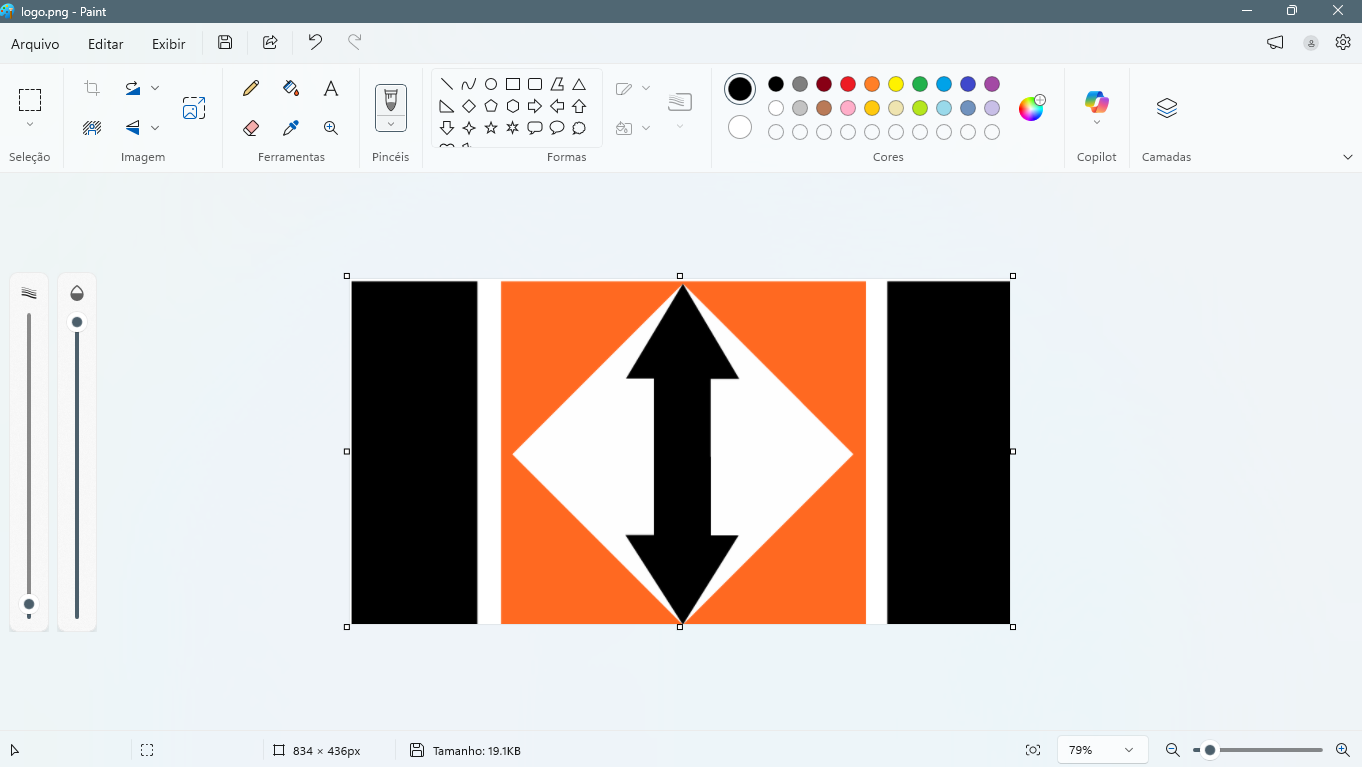 logo.png - Paint
Arquivo Editar Exibir
Seleção Imagem Ferramentas Pincéis Formas Cores Copilot Camadas
834 × 436px Tamanho: 19.1KB 79%